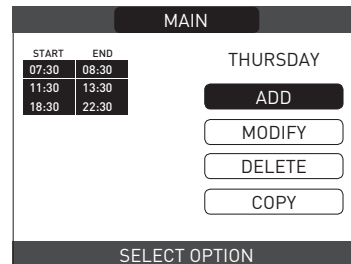 MAIN
START END
07:30 08:30
11:30 13:30
18:30 22:30
THURSDAY
ADD
MODIFY
DELETE
COPY
SELECT OPTION